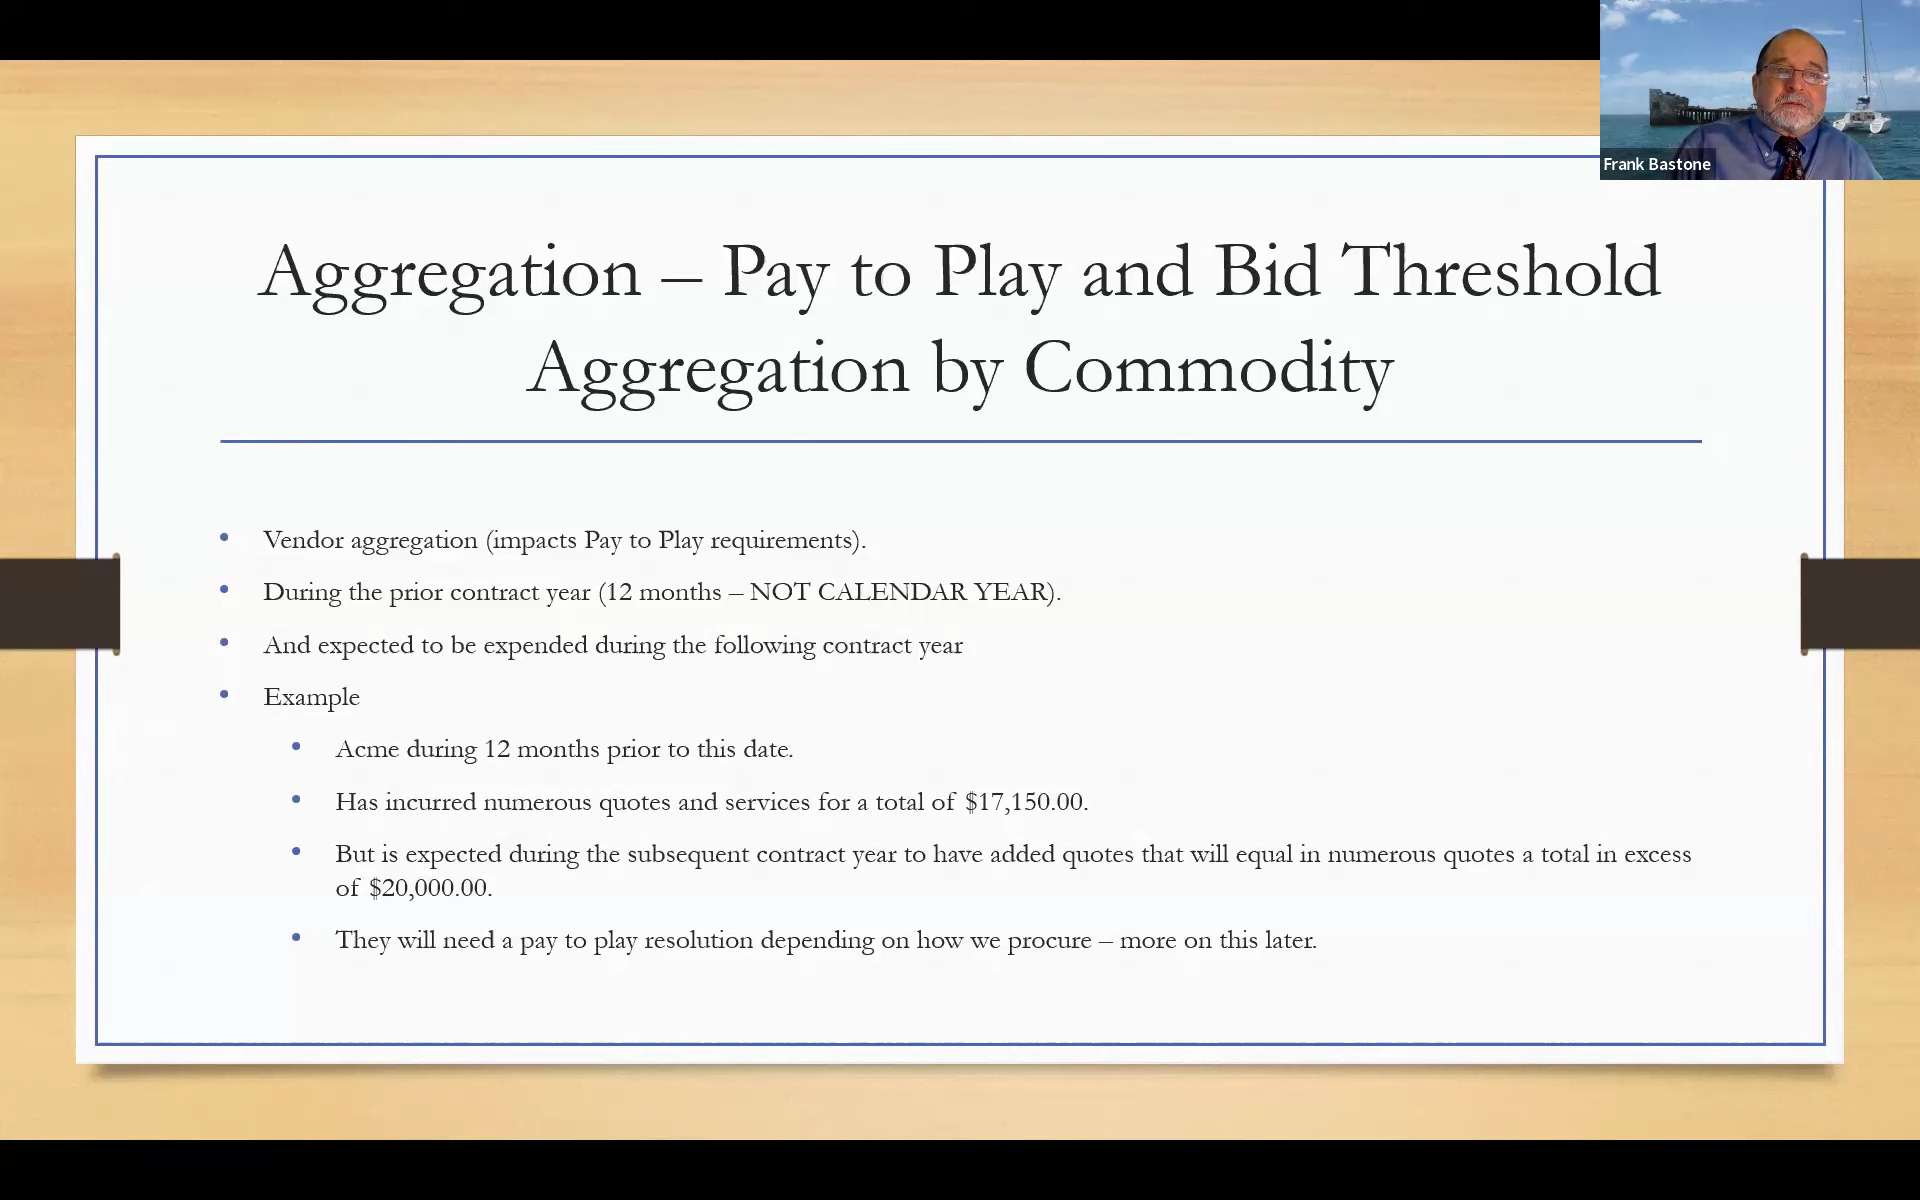 Frank Bastone
Aggregation – Pay to Play and Bid Threshold
Aggregation by Commodity
• Vendor aggregation (impacts Pay to Play requirements).
• During the prior contract year (12 months – NOT CALENDAR YEAR).
• And expected to be expended during the following contract year
• Example
• Acme during 12 months prior to this date.
• Has incurred numerous quotes and services for a total of $17,150.00.
• But is expected during the subsequent contract year to have added quotes that will equal in numerous quotes a total in excess
of $20,000.00.
• They will need a pay to play resolution depending on how we procure – more on this later.